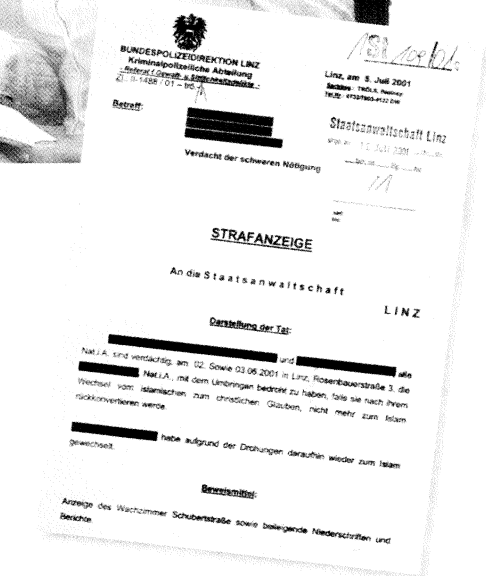 BUNDESPOLIZEIDIREKTION LINZ
Kriminalpolizeiliche Abteilung
- Referat f Gewalt- u. Sittlichkeitsdelikte -
Linz, am 5. Juli 2001
Betreff:
Verdacht der schweren Nötigung
Staatsanwaltschaft Linz
STRAFANZEIGE
An die Staatsanwaltschaft
LINZ
Darstellung der Tat:
und alle
Nat.i.A. sind verdächtig, am 02. Sowie 03.06.2001 in Linz, Rosenbauerstraße 3, die
Nat.i.A., mit dem Umbringen bedroht zu haben, falls sie nach ihrem
Wechsel vom islamischen zum christlichen Glauben, nicht mehr zum Islam
rückkonvertieren werde.
habe aufgrund der Drohungen daraufhin wieder zum Islam
gewechselt.
Beweismittel:
Anzeige des Wachzimmer Schubertstraße sowie beiliegende Niederschriften und
Berichte